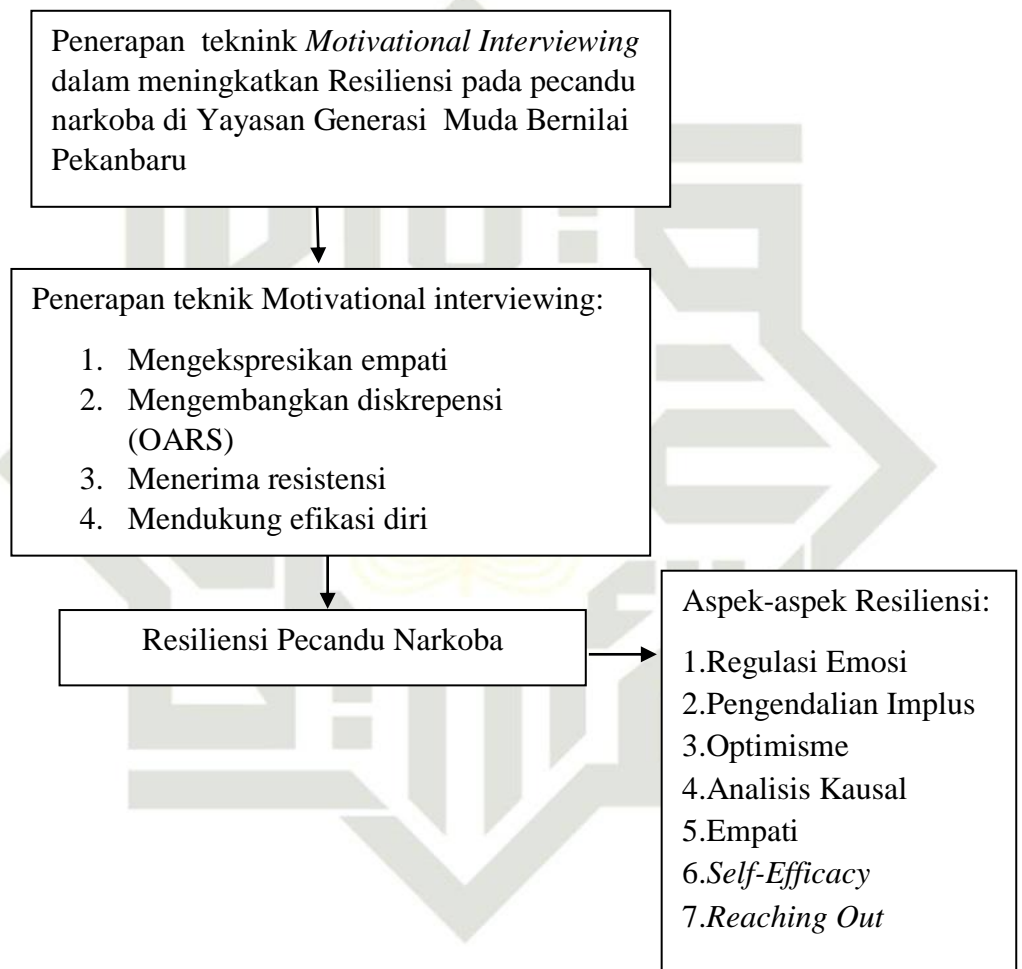 Penerapan teknink Motivational Interviewing
dalam meningkatkan Resiliensi pada pecandu
narkoba di Yayasan Generasi Muda Bernilai
Pekanbaru
Penerapan teknik Motivational interviewing:
1. Mengekspresikan empati
2. Mengembangkan diskrepensi
(OARS)
3. Menerima resistensi
4. Mendukung efikasi diri
Resiliensi Pecandu Narkoba
Aspek-aspek Resiliensi:
1.Regulasi Emosi
2.Pengendalian Implus
3.Optimisme
4.Analisis Kausal
5.Empati
6.Self-Efficacy
7.Reaching Out